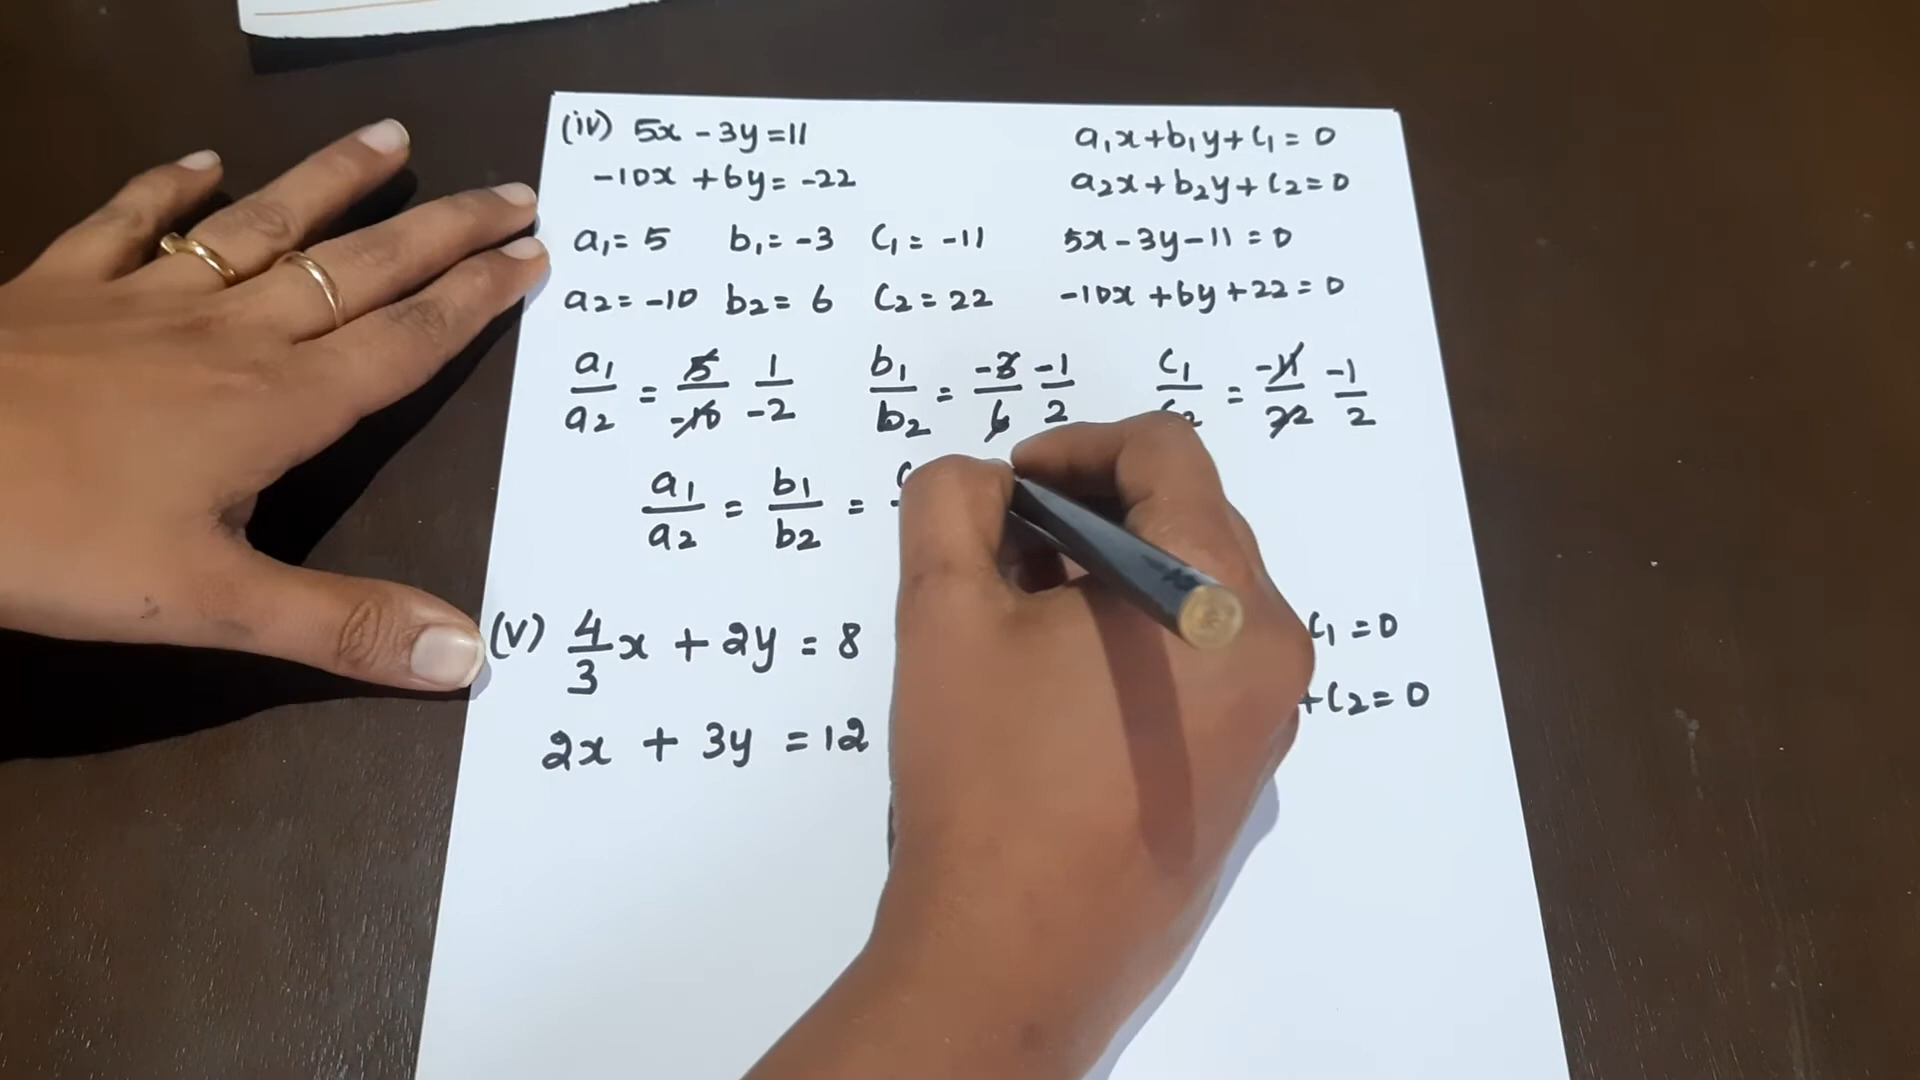 (iv) 5x - 3y = 11
-10x + 6y = -22
a₁x + b₁y + c₁ = 0
a₂x + b₂y + c₂ = 0
a₁ = 5 b₁ = -3 c₁ = -11
5x - 3y - 11 = 0
a₂ = -10 b₂ = 6 c₂ = 22
-10x + 6y + 22 = 0
a₁/a₂ = 5/-10 1/-2 b₁/b₂ = -3/6 -1/2 c₁/c₂ = -11/22 -1/2
a₁/a₂ = b₁/b₂ =
(v) 4/3 x + 2y = 8
2x + 3y = 12
c₁ = 0
+ c₂ = 0